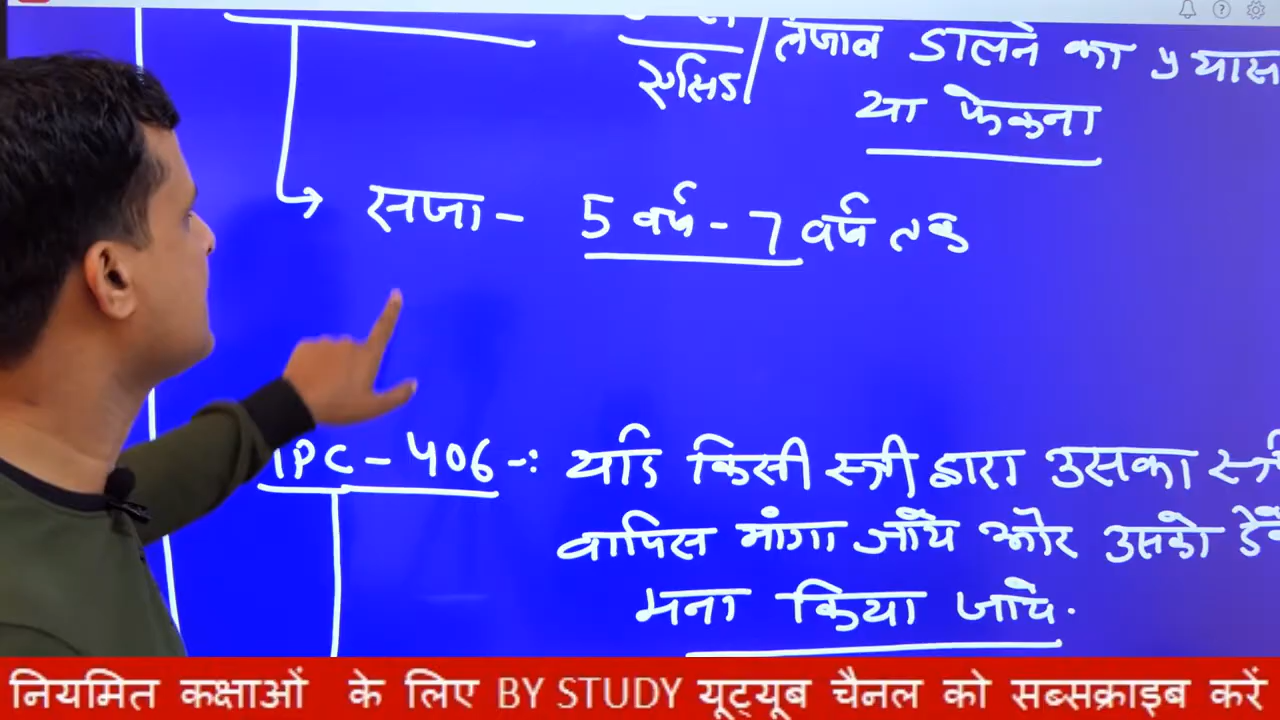 तेजाब डालने का प्रयास
एसिड/
या फेकना
सजा - 5 वर्ष - 7 वर्ष तक
IPC - 406 -: यदि किसी स्त्री द्वारा उसका
वापिस मांगा जाये और उसको
मना किया जाये.
नियमित कक्षाओं के लिए BY STUDY यूट्यूब चैनल को सब्सक्राइब करें